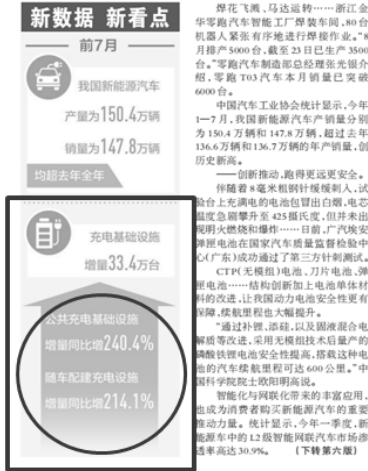 新数据 新看点
前7月
我国新能源汽车
产量为150.4万辆
销量为147.8万辆
均超去年全年
充电基础设施
增量33.4万台
公共充电基础设施
增量同比增240.4%
随车配建充电设施
增量同比增214.1%
焊花飞溅、马达运转……浙江金
华零跑汽车智能工厂焊装车间,80台
机器人紧张有序地进行焊接作业。“8
月排产5000台,截至23日已生产3500
台。”零跑汽车制造部总经理张光银介
绍,零跑T03汽车本月销量已突破
6000台。
中国汽车工业协会统计显示,今年
1—7月,我国新能源汽车产销量分别
为150.4万辆和147.8万辆,超过去年
136.6万辆和136.7万辆的年产销量,创
历史新高。
——创新推动,跑得更远更安全。
伴随着8毫米粗钢针缓缓刺入,试
验台上充满电的电池包冒出白烟,电芯
温度急剧攀升至425摄氏度,但并未出
现明火燃烧和爆炸……日前,广汽埃安
弹匣电池在国家汽车质量监督检验中
心(广东)成功通过了第三方针刺测试。
CTP(无模组)电池、刀片电池、弹
匣电池……结构创新加上电池单体材
料的改进,让我国动力电池安全性更有
保障,续航里程也大幅提升。
“通过补锂、添硅,以及固液混合电
解质等改进,采用无模组技术后量产的
磷酸铁锂电池安全性提高,搭载这种电
池的汽车续航里程可达600公里。”中
国科学院院士欧阳明高说。
智能化与网联化带来的丰富应用,
也成为消费者购买新能源汽车的重要
推动力量。统计显示,今年一季度,新
能源车中的L2级智能网联汽车市场渗
透率高达30.9%。 (下转第六版)